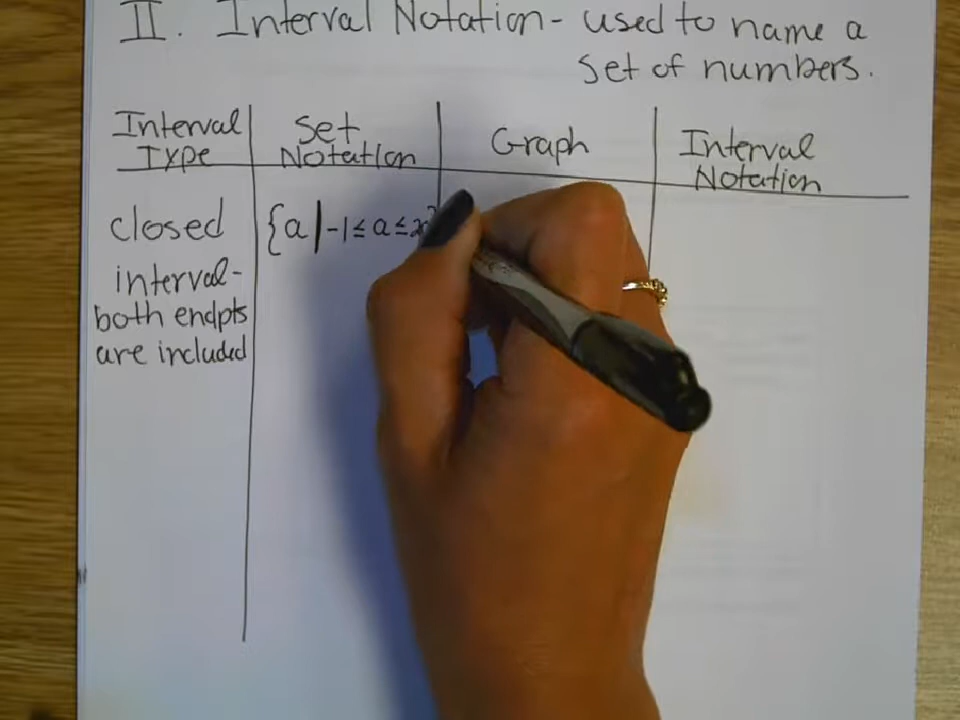 II. Interval Notation - used to name a
set of numbers.
Interval Type
Set Notation
Graph
Interval Notation
closed
interval-
both endpts
are included
{a|-1≤a≤